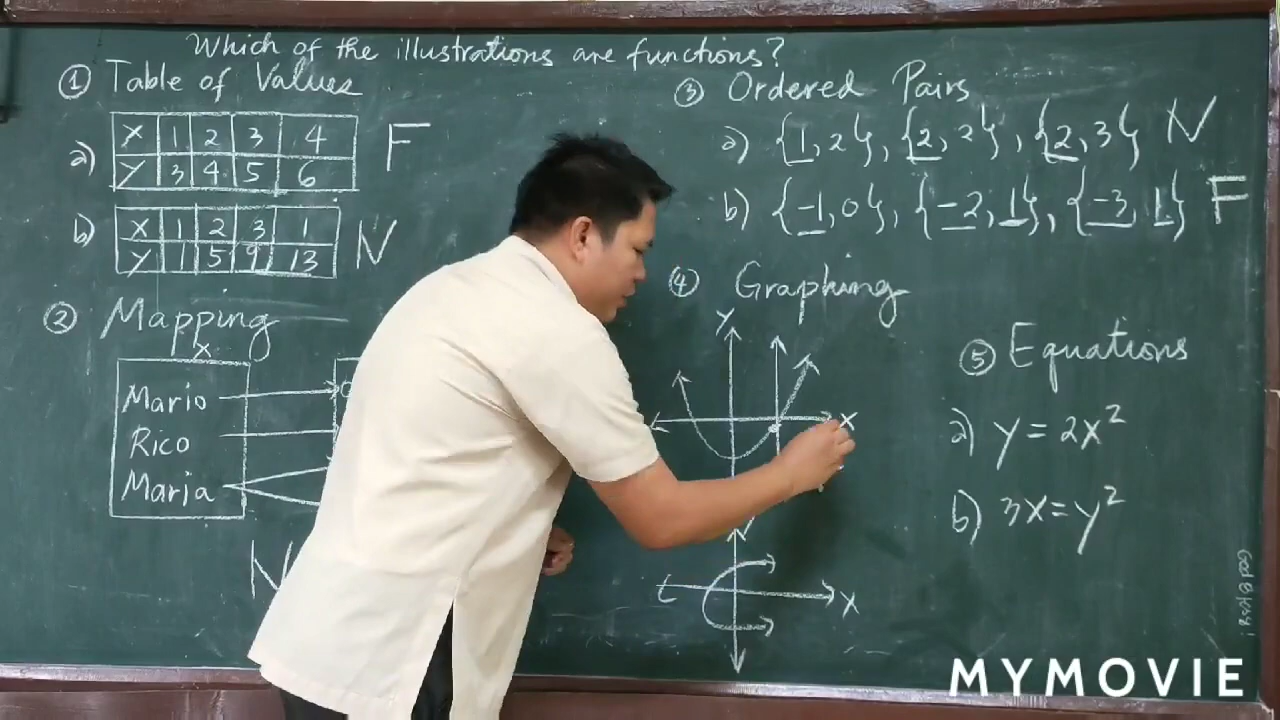 Which of the illustrations are functions?
① Table of Values
a) X 1 2 3 4 F
Y 3 4 5 6
b) X 1 2 3 1 N
Y 1 5 9 13
② Mapping
X
Mario
Rico
Maria
N
③ Ordered Pairs
a) {1, 2}, {2, 2}, {2, 3} N
b) {-1, 0}, {-2, 1}, {-3, 1} F
④ Graphing
Y
X
X
⑤ Equations
a) y = 2x²
b) 3x = y²
God Bless!
MYMOVIE